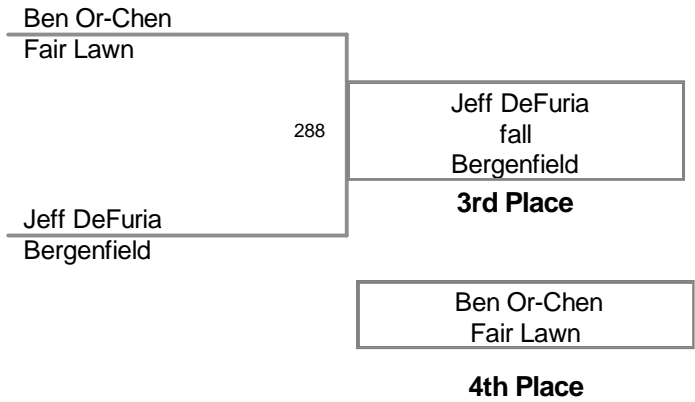 Ben Or-Chen
Fair Lawn
288
Jeff DeFuria
fall
Bergenfield
3rd Place
Jeff DeFuria
Bergenfield
Ben Or-Chen
Fair Lawn
4th Place